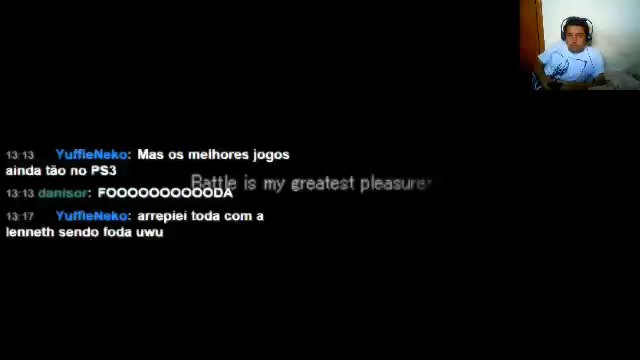 13:13 YuffieNeko: Mas os melhores jogos
ainda tão no PS3
Battle is my greatest pleasure
13:13 danisor: FOOOOOOOOOODA
13:17 YuffieNeko: arrepiei toda com a
lenneth sendo foda uwu